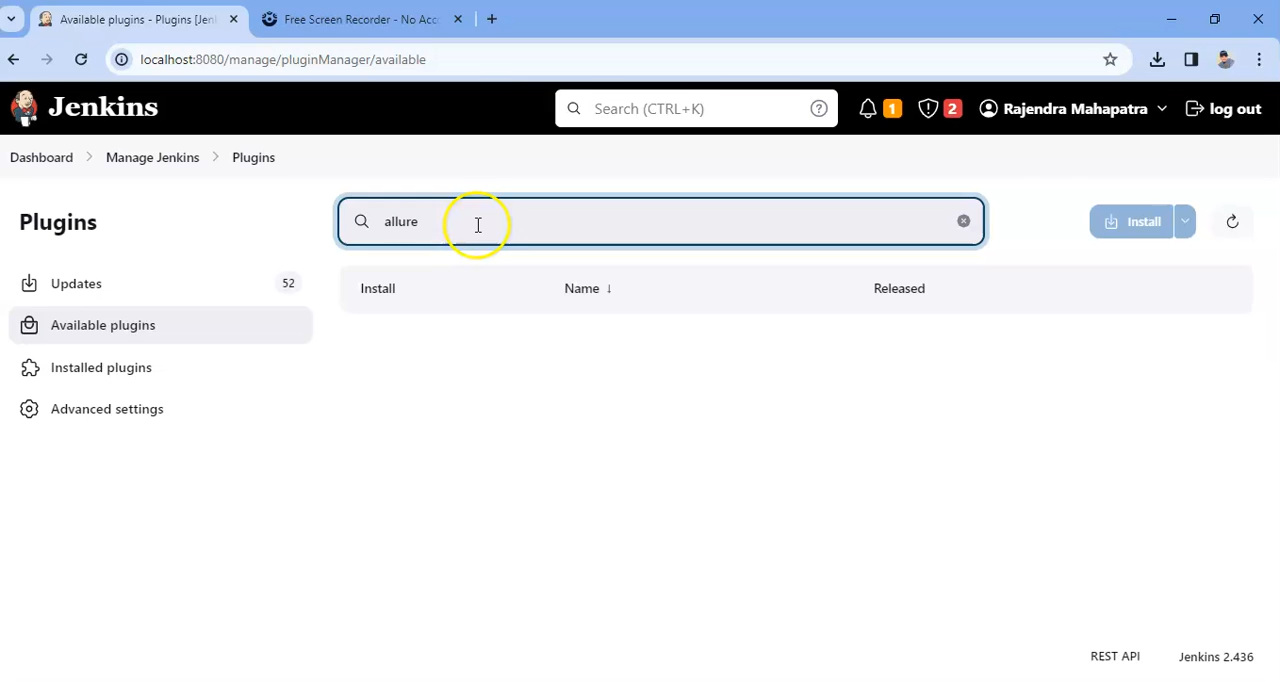 Available plugins - Plugins [Jen
Free Screen Recorder - No Acc
localhost:8080/manage/pluginManager/available
Jenkins
Search (CTRL+K)
1
2
Rajendra Mahapatra
log out
Dashboard
Manage Jenkins
Plugins
Plugins
allure
Install
Updates
52
Install
Name ↓
Released
Available plugins
Installed plugins
Advanced settings
REST API
Jenkins 2.436